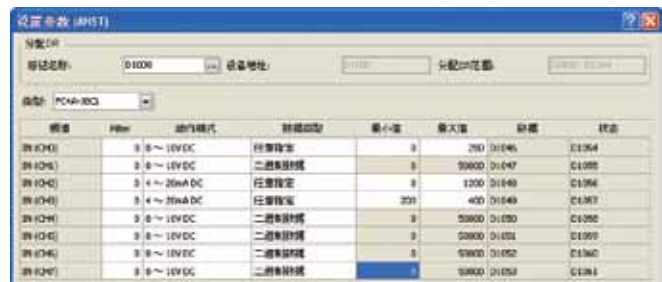 设置参数 (ANST)
分配DR
标记名称: D1000 ... 设备地址: 分配DR范围:
类型:
频道 Filter 动作模式 数据类型 最小值 最大值 数据 状态
IN (CH0) 0 0 ~ 10V DC 任意指定 0 D1046 D1054
IN (CH1) 0 0 ~ 10V DC 二进制数据 0 50000 D1047 D1055
IN (CH2) 0 4 ~ 20mA DC 任意指定 0 1200 D1048 D1056
IN (CH3) 0 4 ~ 20mA DC 任意指定 200 400 D1049 D1057
IN (CH4) 0 0 ~ 10V DC 二进制数据 0 50000 D1050 D1058
IN (CH5) 0 0 ~ 10V DC 二进制数据 0 50000 D1051 D1059
IN (CH6) 0 0 ~ 10V DC 二进制数据 0 50000 D1052 D1060
IN (CH7) 0 0 ~ 10V DC 二进制数据 0 50000 D1053 D1061